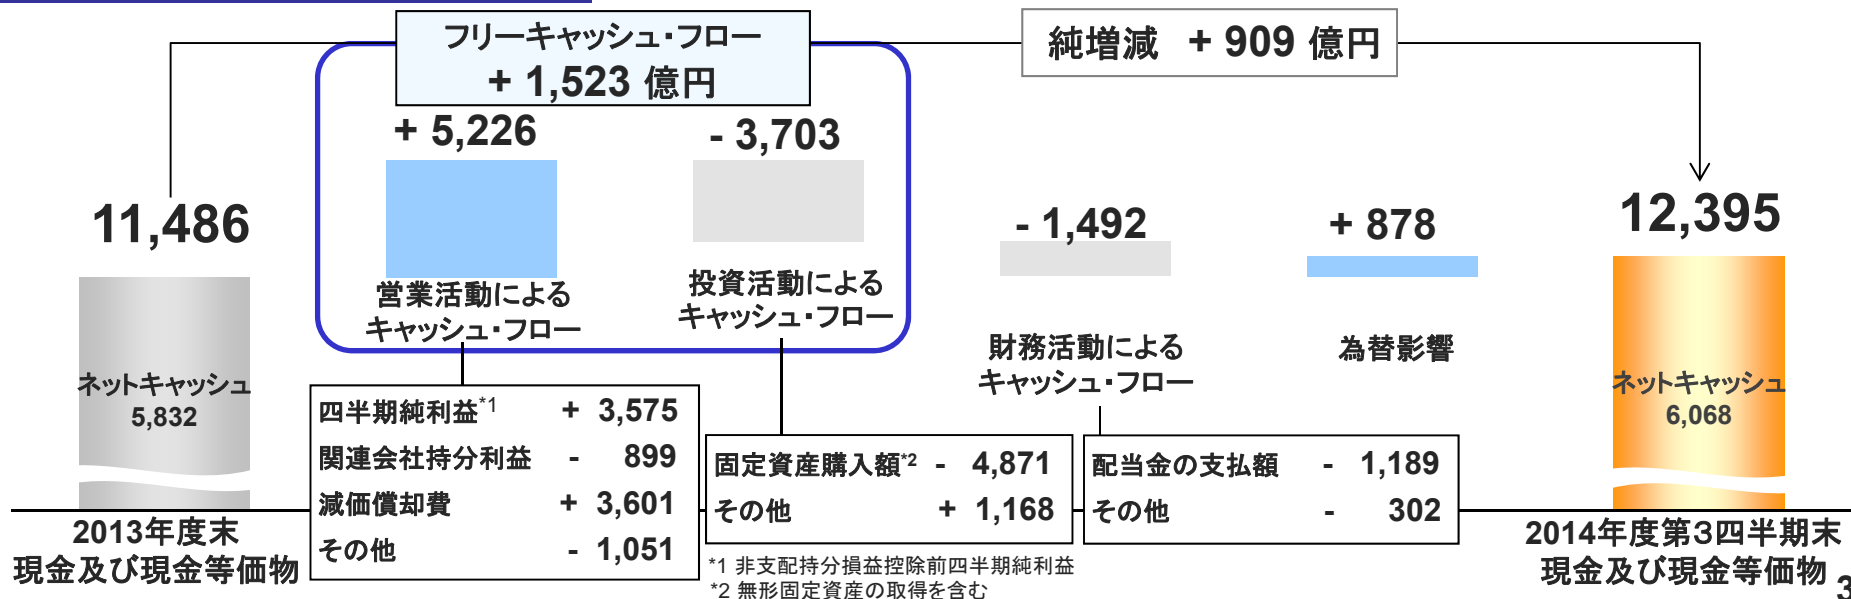 フリーキャッシュ・フロー
+ 1,523 億円
純増減 + 909 億円
+ 5,226
- 3,703
11,486
- 1,492
+ 878
12,395
営業活動による
キャッシュ・フロー
投資活動による
キャッシュ・フロー
財務活動による
キャッシュ・フロー
為替影響
ネットキャッシュ
5,832
ネットキャッシュ
6,068
四半期純利益*1 + 3,575
関連会社持分利益 - 899
減価償却費 + 3,601
その他 - 1,051
固定資産購入額*2 - 4,871
その他 + 1,168
配当金の支払額 - 1,189
その他 - 302
2013年度末
現金及び現金等価物
*1 非支配持分損益控除前四半期純利益
*2 無形固定資産の取得を含む
2014年度第3四半期末
現金及び現金等価物
3